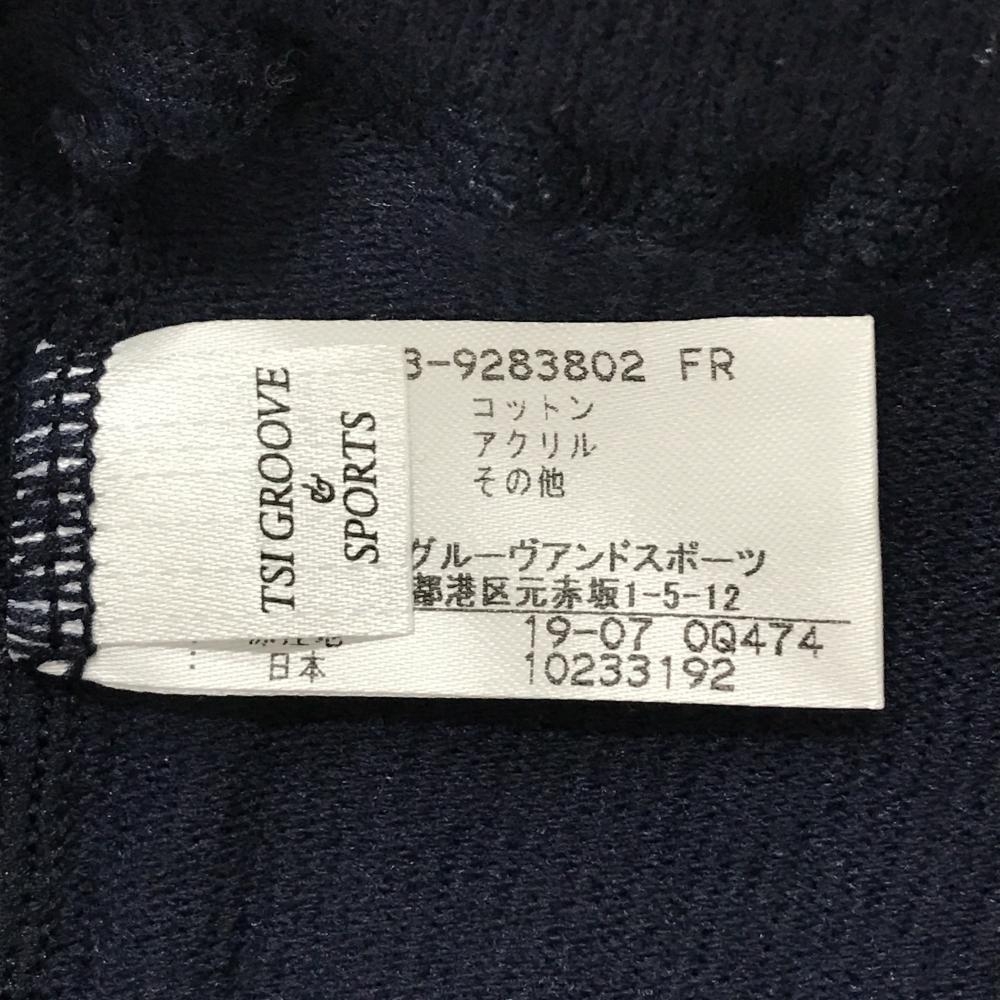 TSI GROOVE
&
SPORTS
3-9283802 FR
コットン
アクリル
その他
グルーヴアンドスポーツ
都港区元赤坂1-5-12
19-07 0Q474
: 日本 10233192